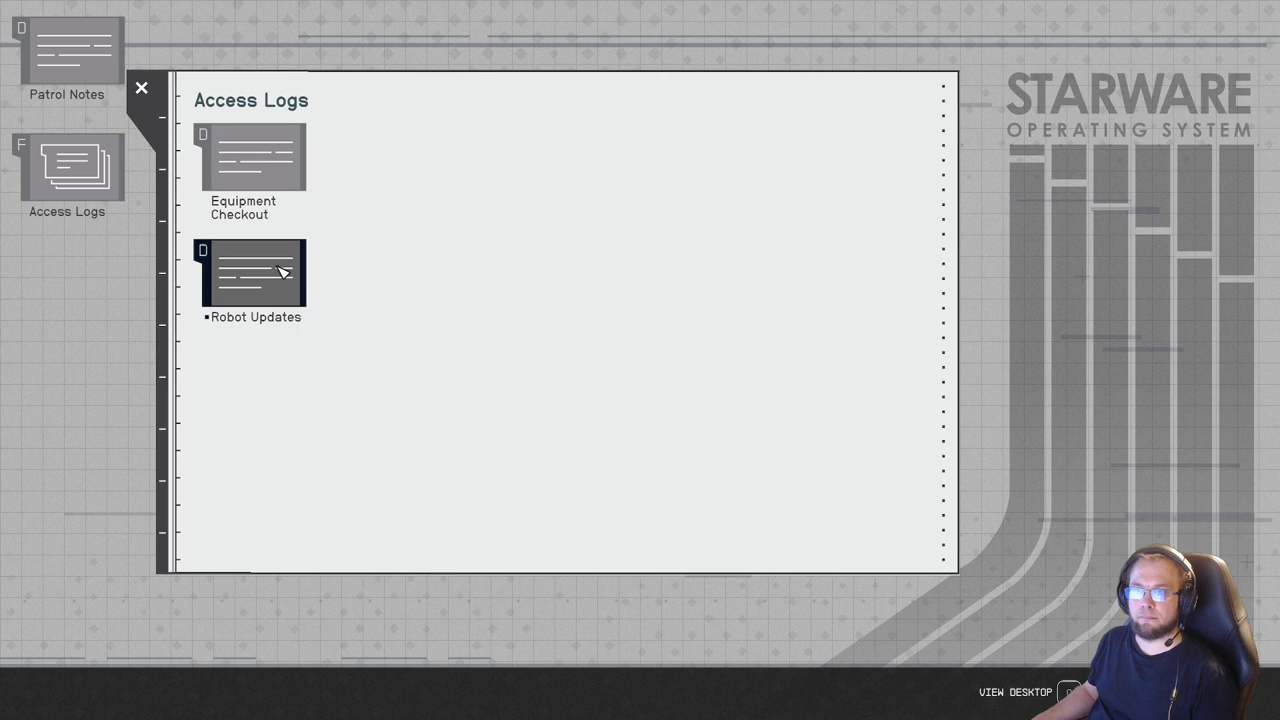 D
Patrol Notes
F
Access Logs
Access Logs
D
Equipment
Checkout
D
Robot Updates
STARWARE
OPERATING SYSTEM
VIEW DESKTOP